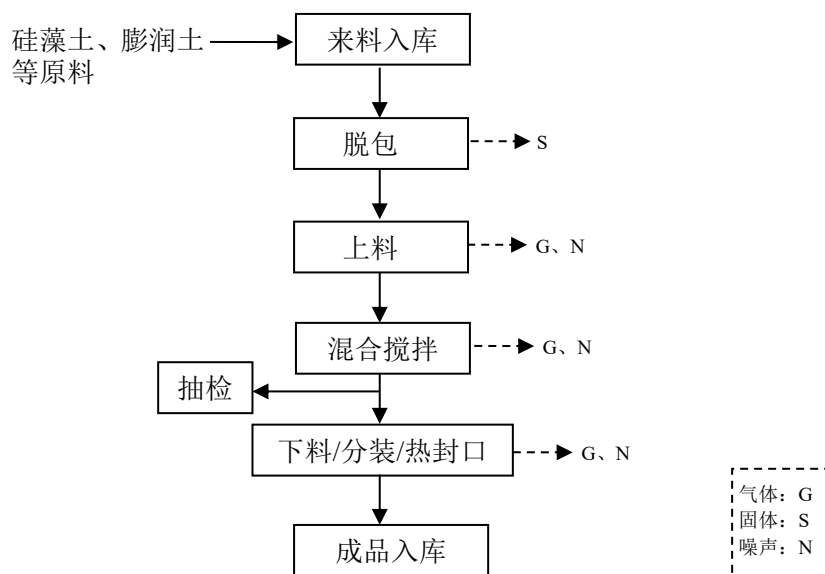 硅藻土、膨润土
等原料
来料入库
脱包
S
上料
G、N
混合搅拌
G、N
抽检
下料/分装/热封口
G、N
成品入库
气体：G
固体：S
噪声：N